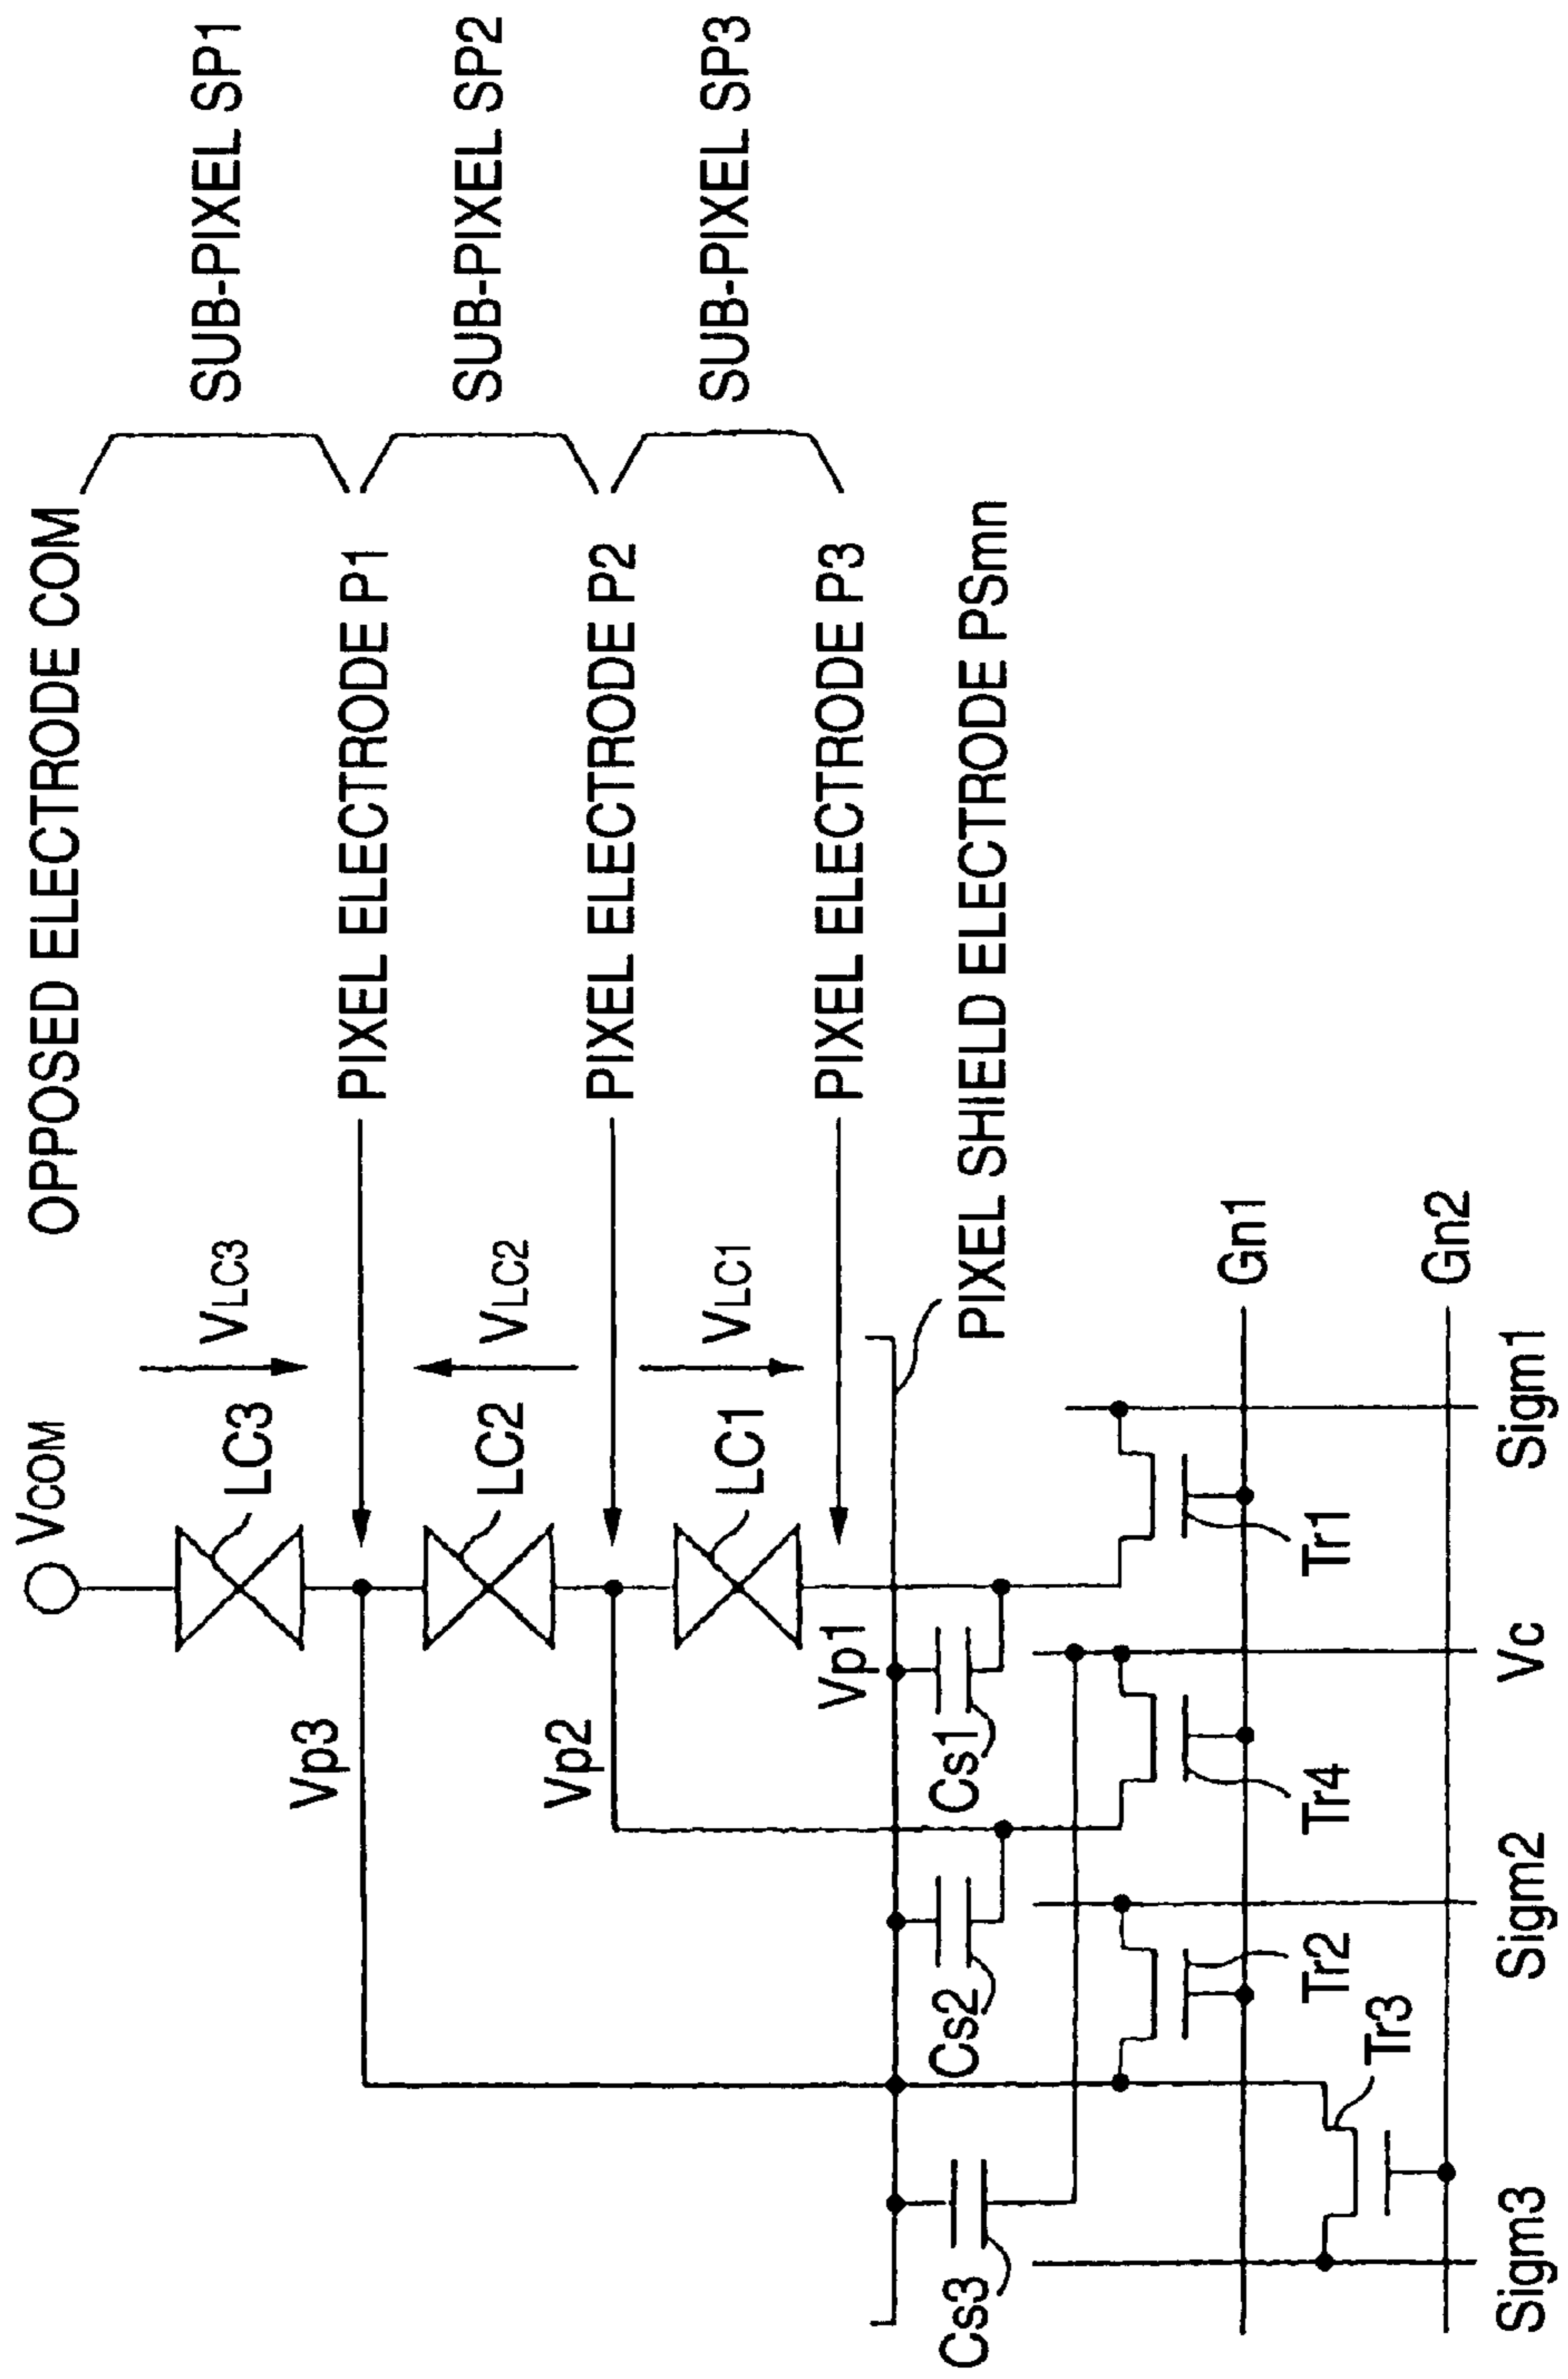 OPPOSED ELECTRODE COM
SUB-PIXEL SP1
PIXEL ELECTRODE P1
SUB-PIXEL SP2
PIXEL ELECTRODE P2
SUB-PIXEL SP3
PIXEL ELECTRODE P3
PIXEL SHIELD ELECTRODE PSmn
VCOM
LC3
VLC3
Vp3
LC2
VLC2
Vp2
LC1
VLC1
Vp1
Cs3
Cs2
Cs1
Gn1
Tr2
Tr4
Tr1
Tr3
Gn2
Sigm3
Sigm2
Vc
Sigm1